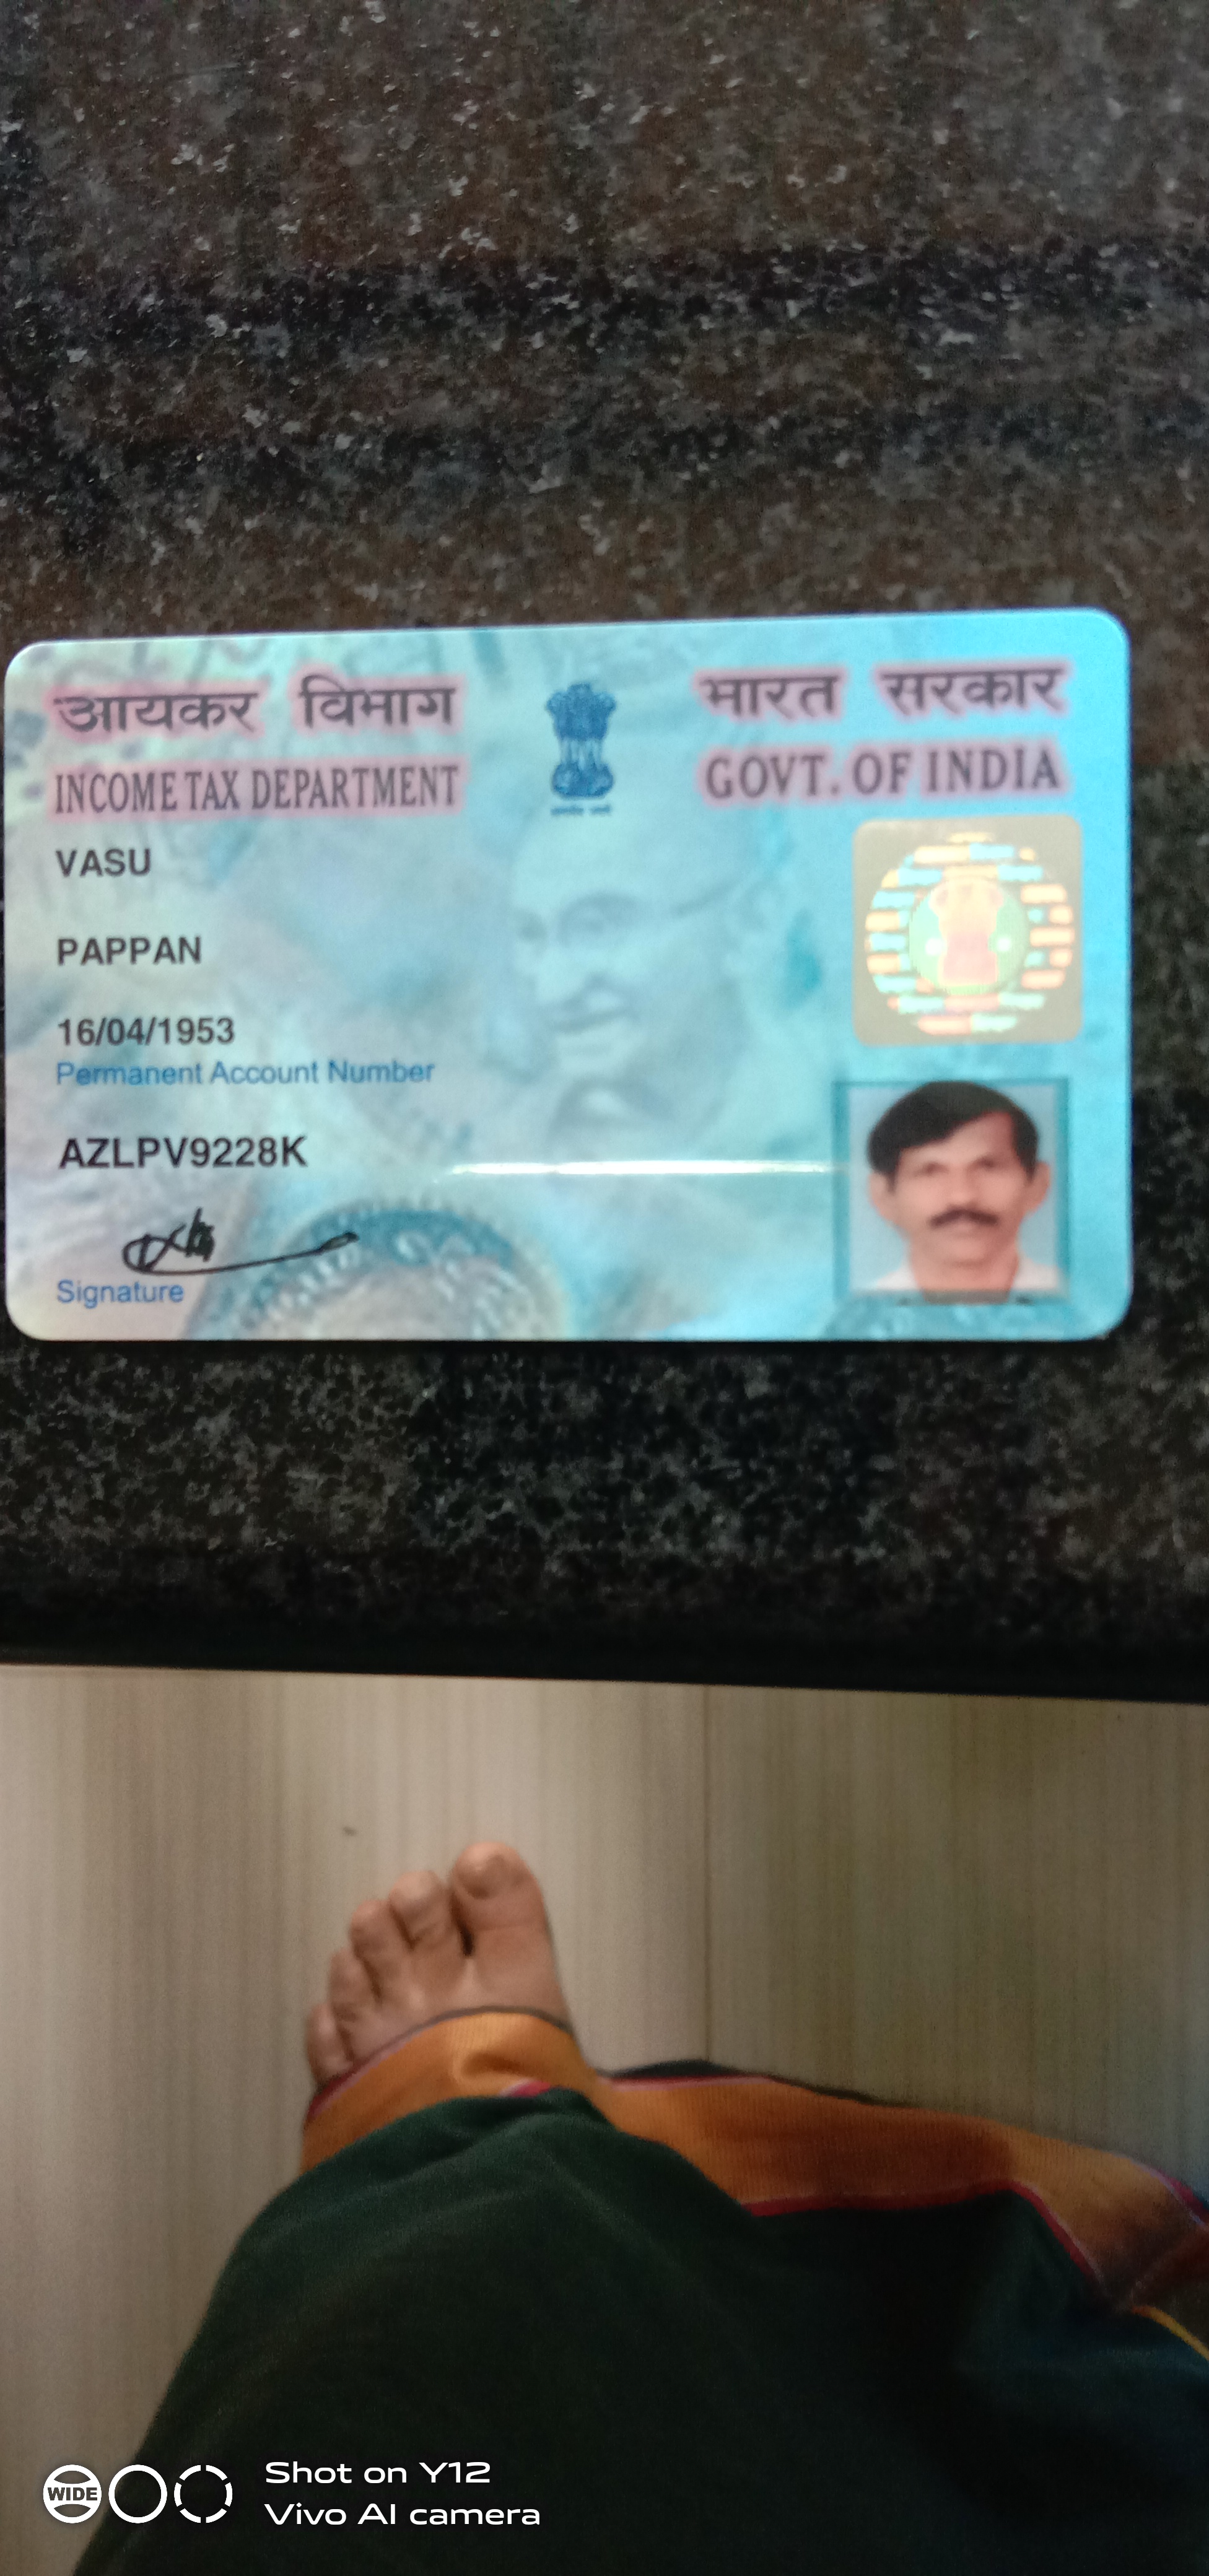 आयकर विभाग
INCOME TAX DEPARTMENT
भारत सरकार
GOVT. OF INDIA
VASU
PAPPAN
16/04/1953
Permanent Account Number
AZLPV9228K
Signature
WIDE
Shot on Y12
Vivo AI camera